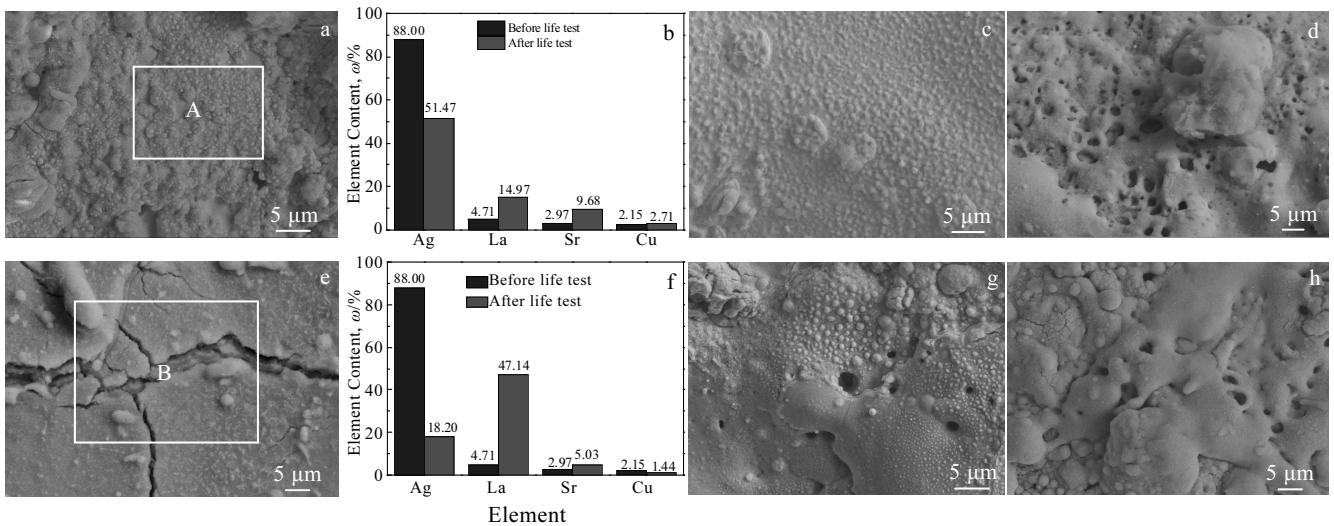 a
A
5 μm
100
80
60
40
20
0
Element Content, ω/%
b
Before life test
After life test
88.00
51.47
4.71
14.97
2.97
9.68
2.15
2.71
Ag La Sr Cu
c
5 μm
d
5 μm
e
B
5 μm
100
80
60
40
20
0
Element Content, ω/%
f
Before life test
After life test
88.00
18.20
4.71
47.14
2.97
5.03
2.15
1.44
Ag La Sr Cu
Element
g
5 μm
h
5 μm